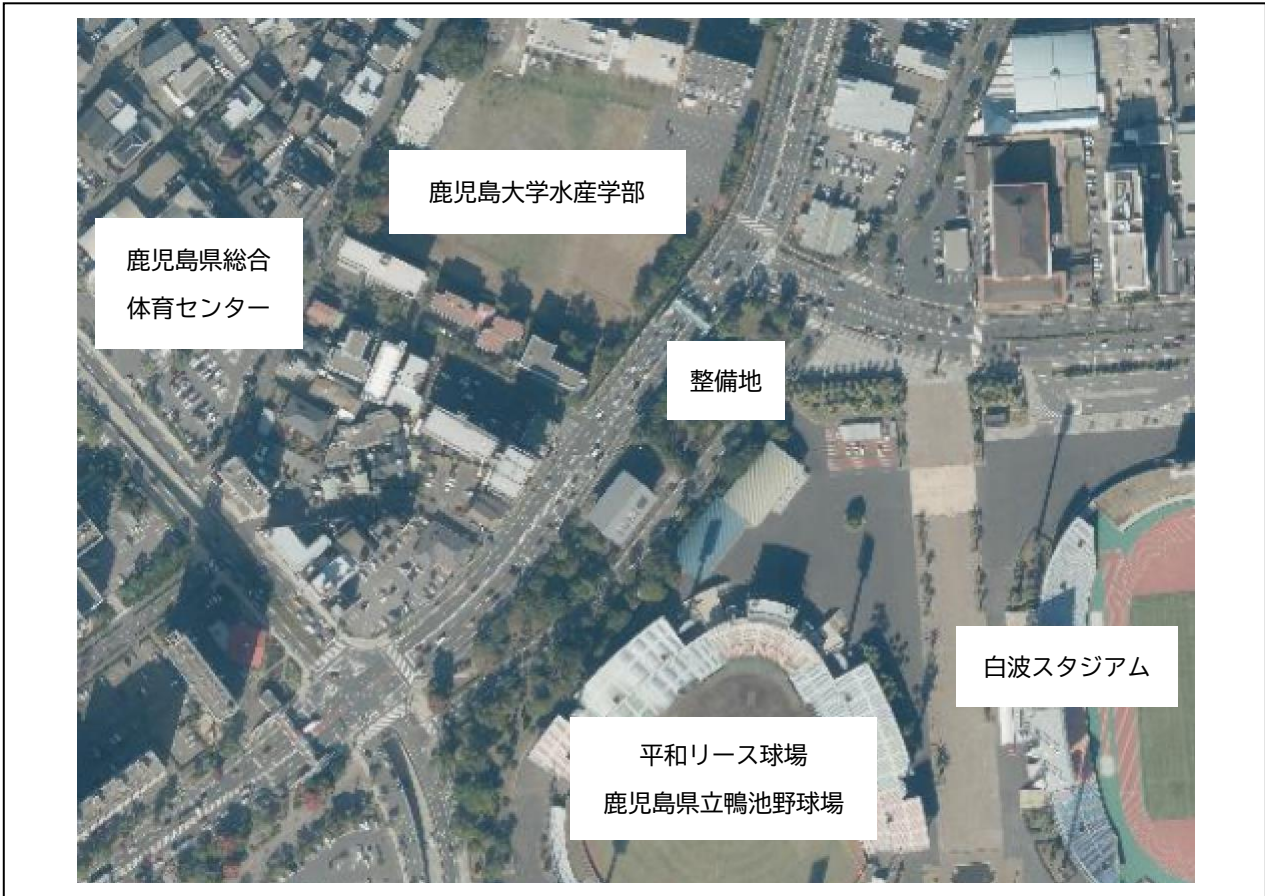 鹿児島大学水産学部
鹿児島県総合
体育センター
整備地
白波スタジアム
平和リース球場
鹿児島県立鴨池野球場